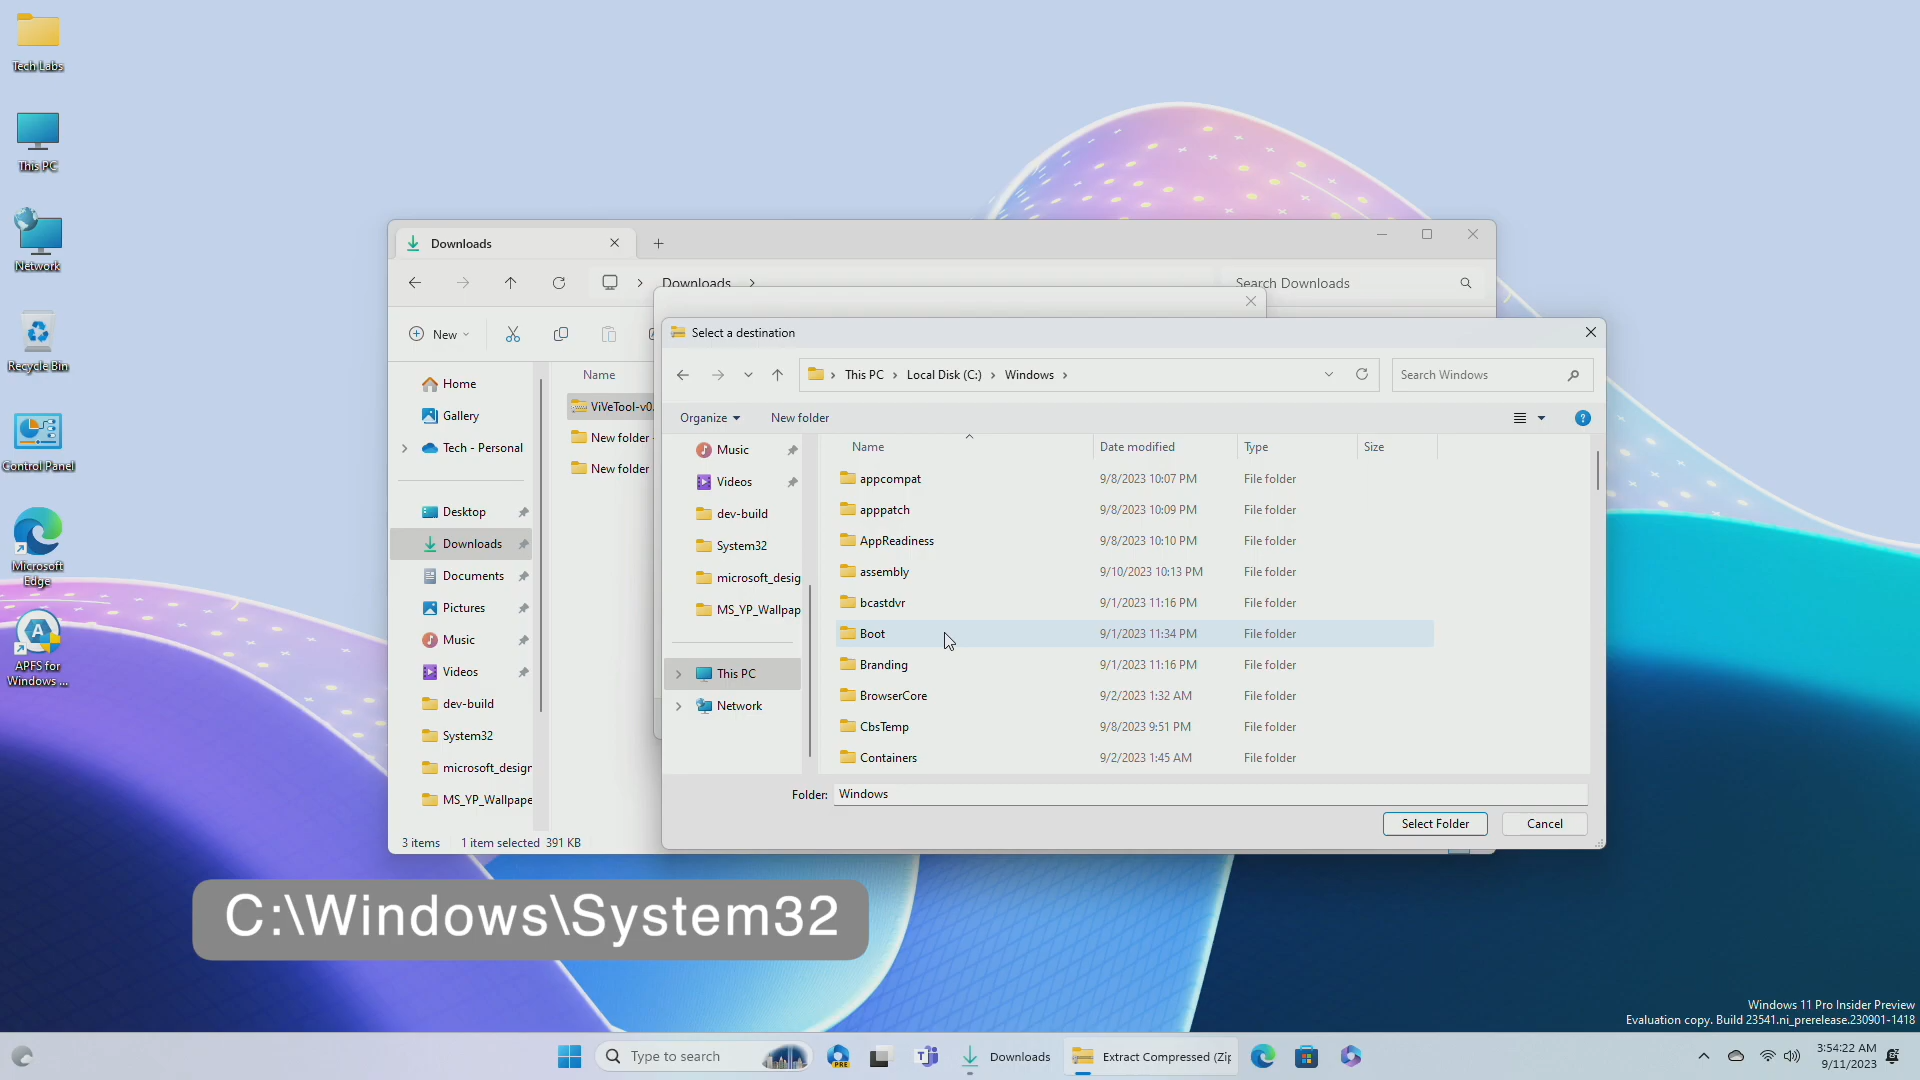 Tech Labs
This PC
Network
Recycle Bin
Control Panel
Microsoft
Edge
APFS for
Windows ...
Downloads
Downloads
Search Downloads
New
Name
Home
Gallery
Tech - Personal
Desktop
Downloads
Documents
Pictures
Music
Videos
dev-build
System32
microsoft_design
MS_YP_Wallpape
ViVeTool-v0.
New folder -
New folder
3 items 1 item selected 391 KB
Select a destination
This PC Local Disk (C:) Windows
Search Windows
Organize New folder
Music
Videos
dev-build
System32
microsoft_desig
MS_YP_Wallpap
This PC
Network
Name Date modified Type Size
appcompat 9/8/2023 10:07 PM File folder
apppatch 9/8/2023 10:09 PM File folder
AppReadiness 9/8/2023 10:10 PM File folder
assembly 9/10/2023 10:13 PM File folder
bcastdvr 9/1/2023 11:16 PM File folder
Boot 9/1/2023 11:34 PM File folder
Branding 9/1/2023 11:16 PM File folder
BrowserCore 9/2/2023 1:32 AM File folder
CbsTemp 9/8/2023 9:51 PM File folder
Containers 9/2/2023 1:45 AM File folder
Folder: Windows
Select Folder Cancel
C:\Windows\System32
Windows 11 Pro Insider Preview
Evaluation copy. Build 23541.ni_prerelease.230901-1418
Type to search
PRE
Downloads
Extract Compressed (Zip
3:54:22 AM
9/11/2023